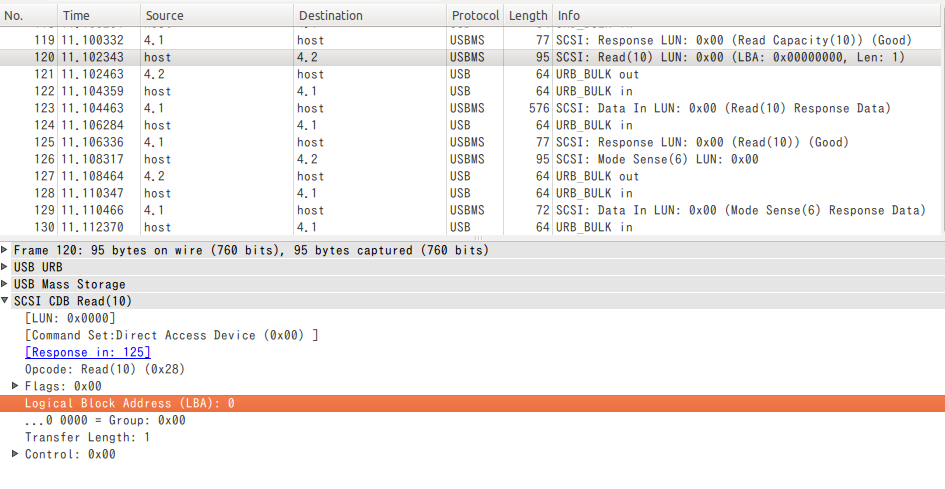 No. Time Source Destination Protocol Length Info
119 11.100332 4.1 host USBMS 77 SCSI: Response LUN: 0x00 (Read Capacity(10)) (Good)
120 11.102343 host 4.2 USBMS 95 SCSI: Read(10) LUN: 0x00 (LBA: 0x00000000, Len: 1)
121 11.102463 4.2 host USB 64 URB_BULK out
122 11.104359 host 4.1 USB 64 URB_BULK in
123 11.104463 4.1 host USBMS 576 SCSI: Data In LUN: 0x00 (Read(10) Response Data)
124 11.106284 host 4.1 USB 64 URB_BULK in
125 11.106336 4.1 host USBMS 77 SCSI: Response LUN: 0x00 (Read(10)) (Good)
126 11.108317 host 4.2 USBMS 95 SCSI: Mode Sense(6) LUN: 0x00
127 11.108464 4.2 host USB 64 URB_BULK out
128 11.110347 host 4.1 USB 64 URB_BULK in
129 11.110466 4.1 host USBMS 72 SCSI: Data In LUN: 0x00 (Mode Sense(6) Response Data)
130 11.112370 host 4.1 USB 64 URB_BULK in
Frame 120: 95 bytes on wire (760 bits), 95 bytes captured (760 bits)
USB URB
USB Mass Storage
SCSI CDB Read(10)
[LUN: 0x0000]
[Command Set:Direct Access Device (0x00) ]
[Response in: 125]
Opcode: Read(10) (0x28)
Flags: 0x00
Logical Block Address (LBA): 0
...0 0000 = Group: 0x00
Transfer Length: 1
Control: 0x00